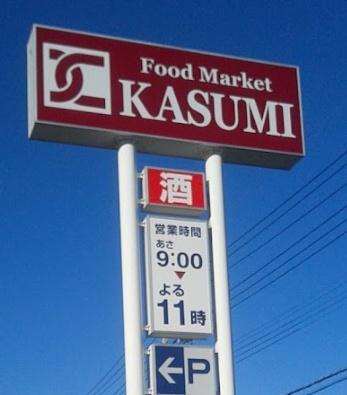 Food Market
KASUMI
酒
営業時間
あさ
9:00
よる
11時
P